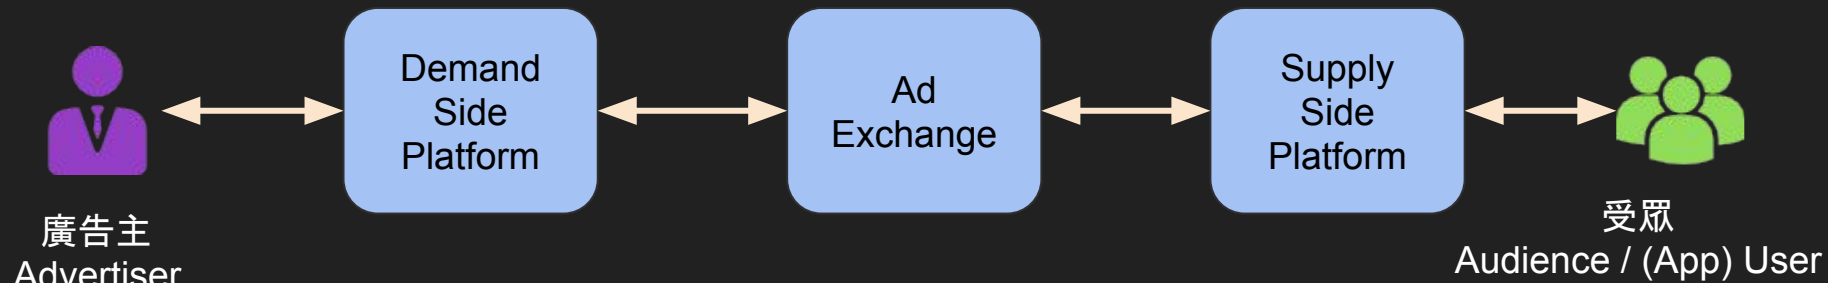 廣告主
Advertiser
Demand
Side
Platform
Ad
Exchange
Supply
Side
Platform
受眾
Audience / (App) User